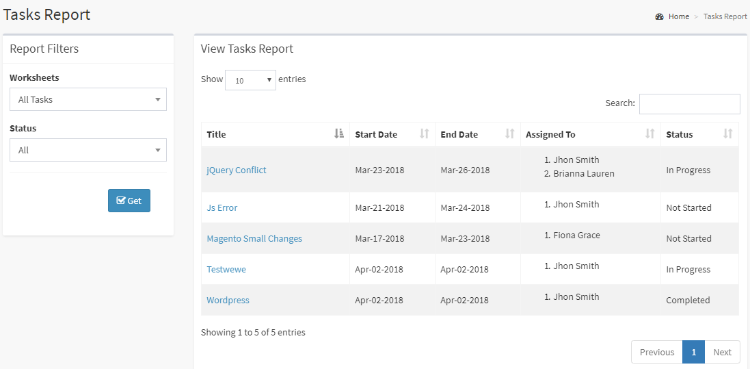 Tasks Report
Home > Tasks Report
Report Filters
Worksheets
All Tasks
Status
All
Get
View Tasks Report
Show 10 entries
Search:
Title Start Date End Date Assigned To Status
jQuery Conflict Mar-23-2018 Mar-26-2018 1. Jhon Smith In Progress
2. Brianna Lauren
Js Error Mar-21-2018 Mar-24-2018 1. Jhon Smith Not Started
Magento Small Changes Mar-17-2018 Mar-23-2018 1. Fiona Grace Not Started
Testwewe Apr-02-2018 Apr-02-2018 1. Jhon Smith In Progress
Wordpress Apr-02-2018 Apr-02-2018 1. Jhon Smith Completed
Showing 1 to 5 of 5 entries
Previous 1 Next